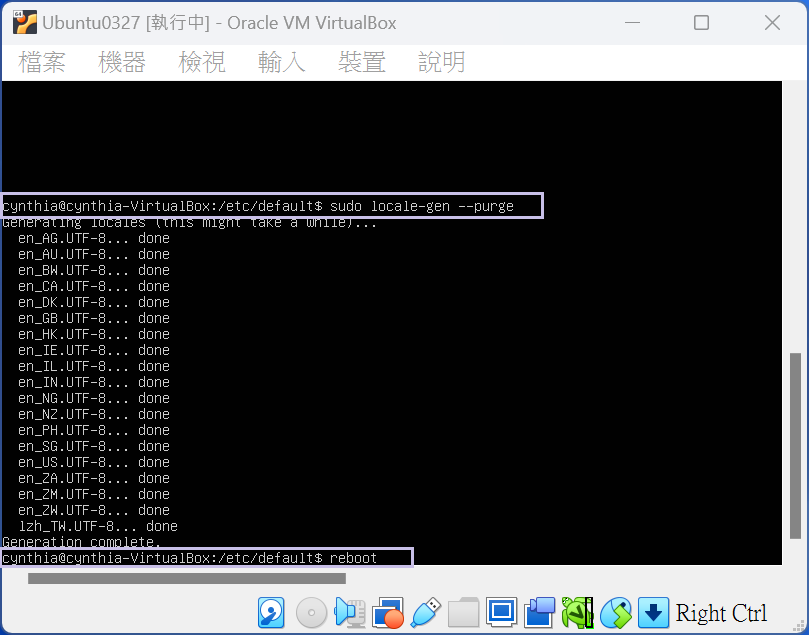 Ubuntu0327 [執行中] - Oracle VM VirtualBox
檔案 機器 檢視 輸入 裝置 說明
cynthia@cynthia-VirtualBox:/etc/default$ sudo locale-gen --purge
Generating locales (this might take a while)...
en_AG.UTF-8... done
en_AU.UTF-8... done
en_BW.UTF-8... done
en_CA.UTF-8... done
en_DK.UTF-8... done
en_GB.UTF-8... done
en_HK.UTF-8... done
en_IE.UTF-8... done
en_IL.UTF-8... done
en_IN.UTF-8... done
en_NG.UTF-8... done
en_NZ.UTF-8... done
en_PH.UTF-8... done
en_SG.UTF-8... done
en_US.UTF-8... done
en_ZA.UTF-8... done
en_ZM.UTF-8... done
en_ZW.UTF-8... done
lzh_TW.UTF-8... done
Generation complete.
cynthia@cynthia-VirtualBox:/etc/default$ reboot
Right Ctrl